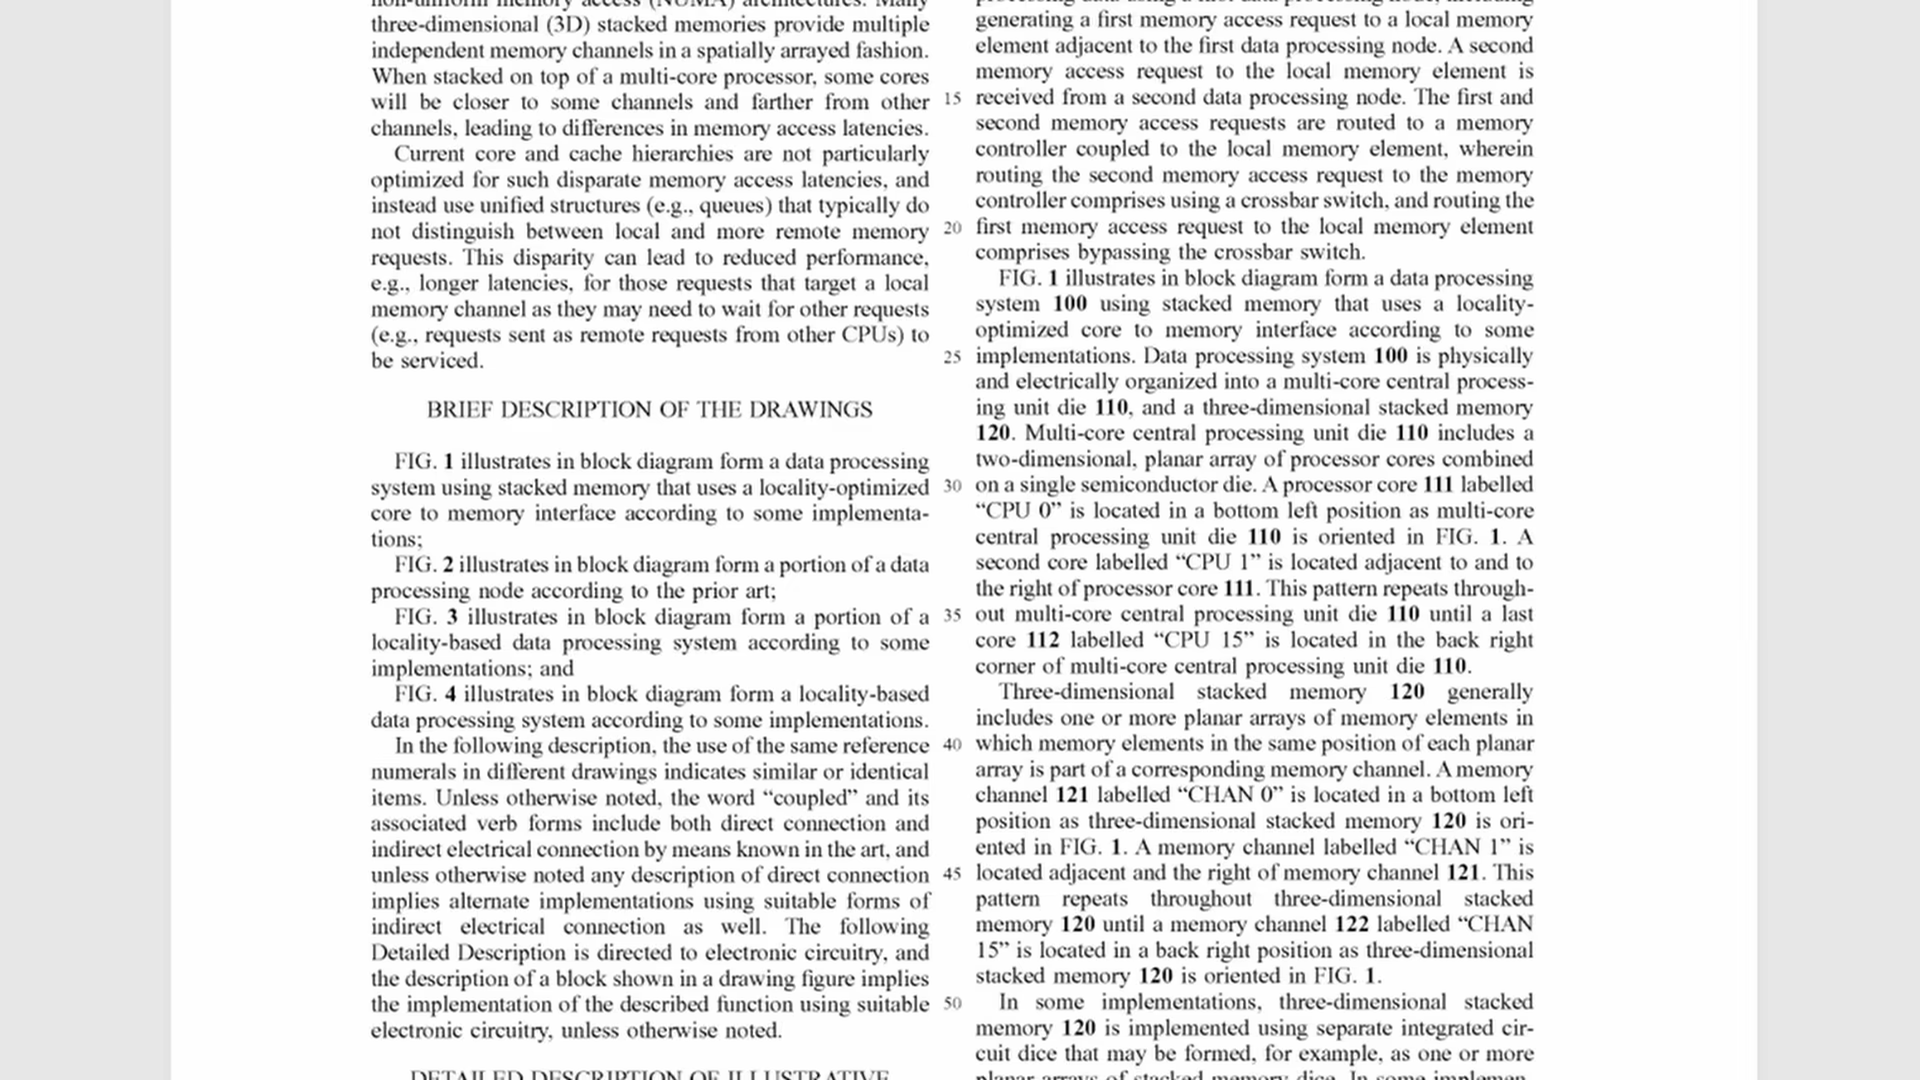 non-uniform memory access (NUMA) architectures. Many
three-dimensional (3D) stacked memories provide multiple
independent memory channels in a spatially arrayed fashion.
When stacked on top of a multi-core processor, some cores
will be closer to some channels and farther from other
channels, leading to differences in memory access latencies.
Current core and cache hierarchies are not particularly
optimized for such disparate memory access latencies, and
instead use unified structures (e.g., queues) that typically do
not distinguish between local and more remote memory
requests. This disparity can lead to reduced performance,
e.g., longer latencies, for those requests that target a local
memory channel as they may need to wait for other requests
(e.g., requests sent as remote requests from other CPUs) to
be serviced.
BRIEF DESCRIPTION OF THE DRAWINGS
FIG. 1 illustrates in block diagram form a data processing
system using stacked memory that uses a locality-optimized
core to memory interface according to some implementa-
tions;
FIG. 2 illustrates in block diagram form a portion of a data
processing node according to the prior art;
FIG. 3 illustrates in block diagram form a portion of a
locality-based data processing system according to some
implementations; and
FIG. 4 illustrates in block diagram form a locality-based
data processing system according to some implementations.
In the following description, the use of the same reference
numerals in different drawings indicates similar or identical
items. Unless otherwise noted, the word “coupled” and its
associated verb forms include both direct connection and
indirect electrical connection by means known in the art, and
unless otherwise noted any description of direct connection
implies alternate implementations using suitable forms of
indirect electrical connection as well. The following
Detailed Description is directed to electronic circuitry, and
the description of a block shown in a drawing figure implies
the implementation of the described function using suitable
electronic circuitry, unless otherwise noted.
DETAILED DESCRIPTION OF ILLUSTRATIVE
processing data using a first data processing node, including
generating a first memory access request to a local memory
element adjacent to the first data processing node. A second
memory access request to the local memory element is
15 received from a second data processing node. The first and
second memory access requests are routed to a memory
controller coupled to the local memory element, wherein
routing the second memory access request to the memory
controller comprises using a crossbar switch, and routing the
20 first memory access request to the local memory element
comprises bypassing the crossbar switch.
FIG. 1 illustrates in block diagram form a data processing
system 100 using stacked memory that uses a locality-
optimized core to memory interface according to some
25 implementations. Data processing system 100 is physically
and electrically organized into a multi-core central process-
ing unit die 110, and a three-dimensional stacked memory
120. Multi-core central processing unit die 110 includes a
two-dimensional, planar array of processor cores combined
30 on a single semiconductor die. A processor core 111 labelled
“CPU 0” is located in a bottom left position as multi-core
central processing unit die 110 is oriented in FIG. 1. A
second core labelled “CPU 1” is located adjacent to and to
the right of processor core 111. This pattern repeats through-
35 out multi-core central processing unit die 110 until a last
core 112 labelled “CPU 15” is located in the back right
corner of multi-core central processing unit die 110.
Three-dimensional stacked memory 120 generally
includes one or more planar arrays of memory elements in
40 which memory elements in the same position of each planar
array is part of a corresponding memory channel. A memory
channel 121 labelled “CHAN 0” is located in a bottom left
position as three-dimensional stacked memory 120 is ori-
ented in FIG. 1. A memory channel labelled “CHAN 1” is
45 located adjacent and the right of memory channel 121. This
pattern repeats throughout three-dimensional stacked
memory 120 until a memory channel 122 labelled “CHAN
15” is located in a back right position as three-dimensional
stacked memory 120 is oriented in FIG. 1.
50 In some implementations, three-dimensional stacked
memory 120 is implemented using separate integrated cir-
cuit dice that may be formed, for example, as one or more
planar arrays of stacked memory dice. In some implemen-